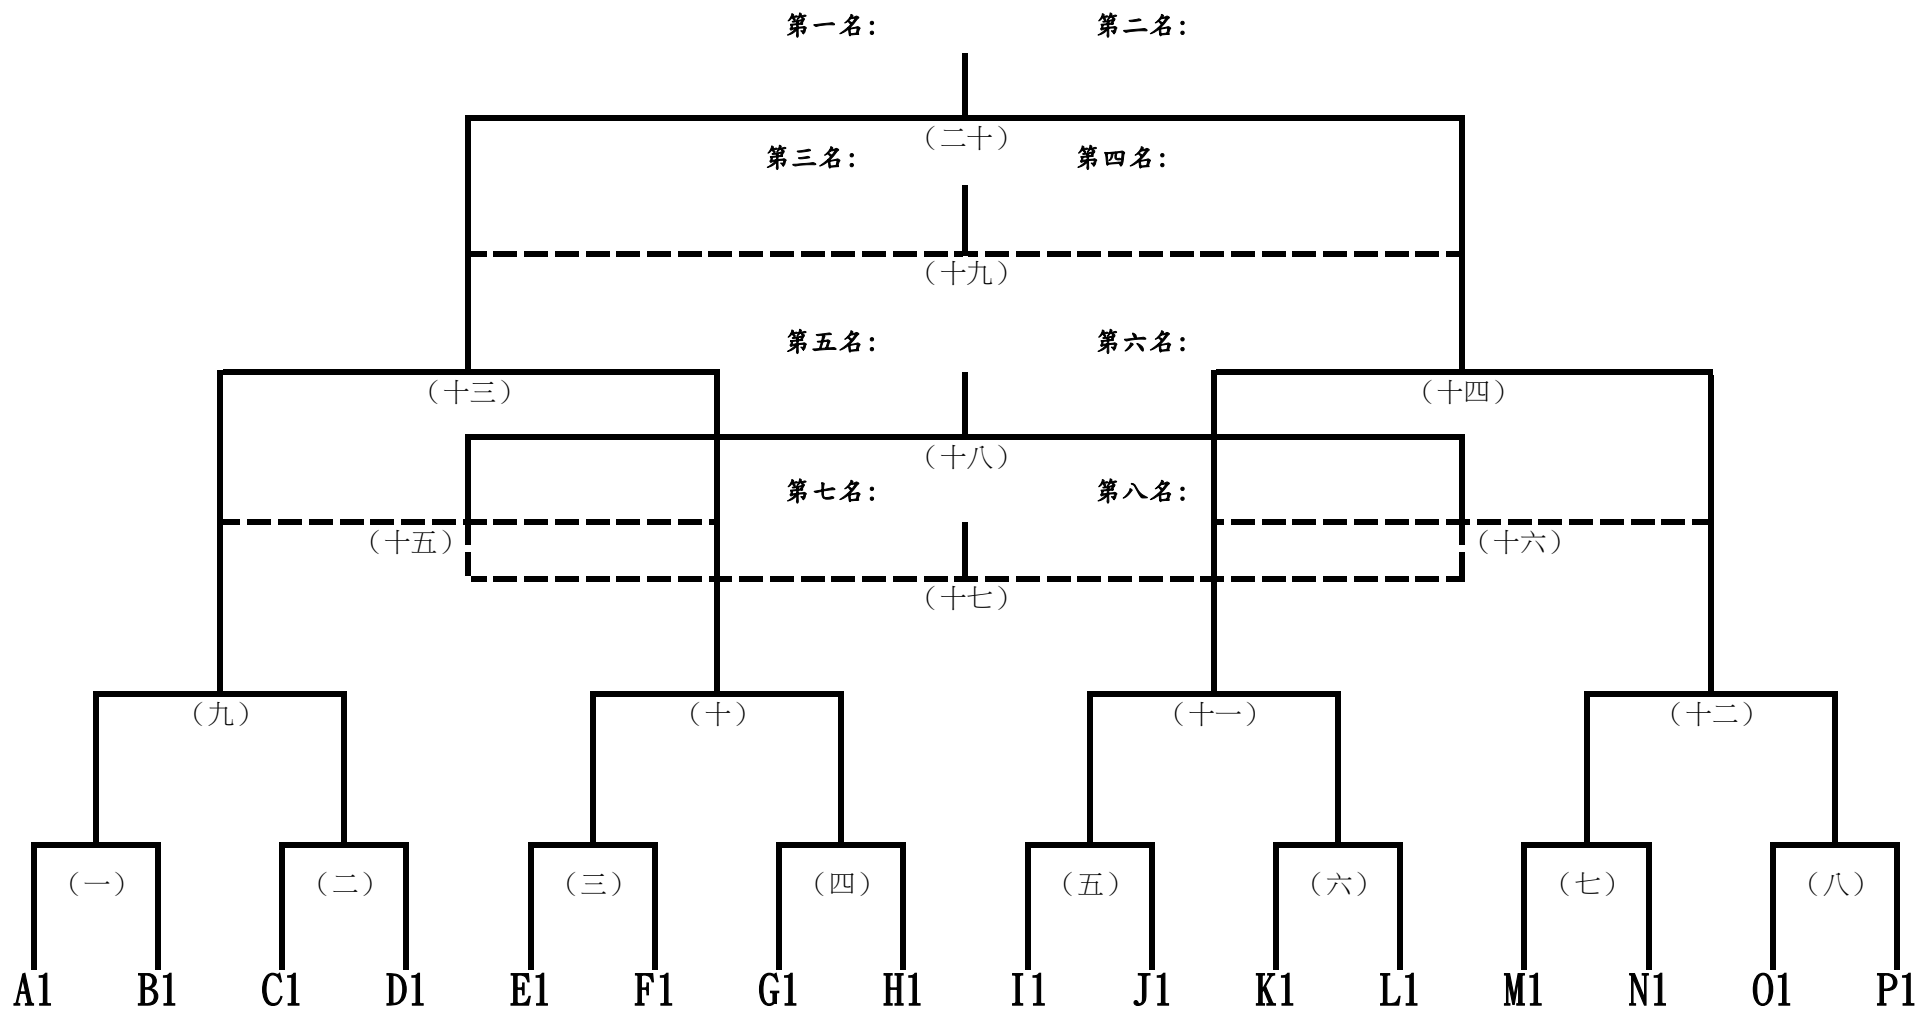 第一名： 第二名：
（二十）
第三名： 第四名：
（十九）
第五名： 第六名：
（十三） （十四）
（十八）
第七名： 第八名：
（十五） （十六）
（十七）
（九） （十） （十一） （十二）
（一） （二） （三） （四） （五） （六） （七） （八）
A1 B1 C1 D1 E1 F1 G1 H1 I1 J1 K1 L1 M1 N1 O1 P1